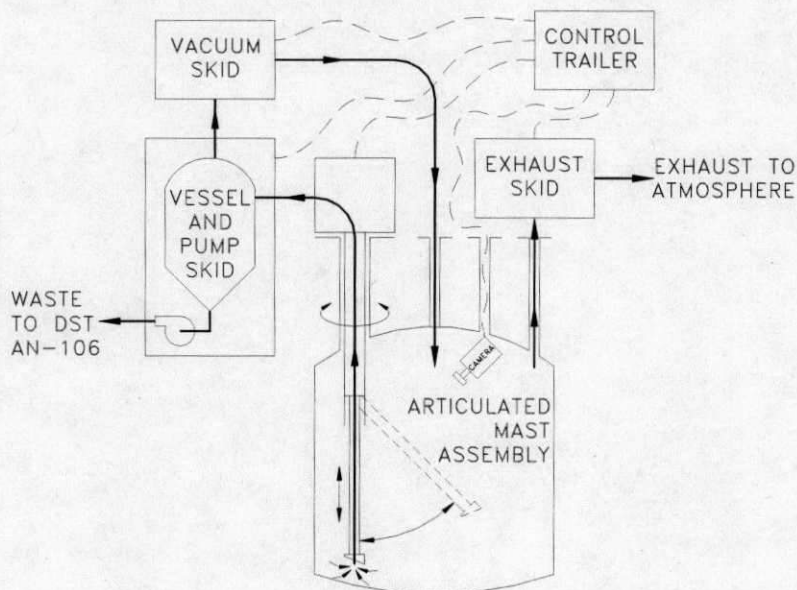 VACUUM
SKID
CONTROL
TRAILER
EXHAUST
SKID
EXHAUST TO
ATMOSPHERE
VESSEL
AND
PUMP
SKID
WASTE
TO DST
AN-106
CAMERA
ARTICULATED
MAST
ASSEMBLY